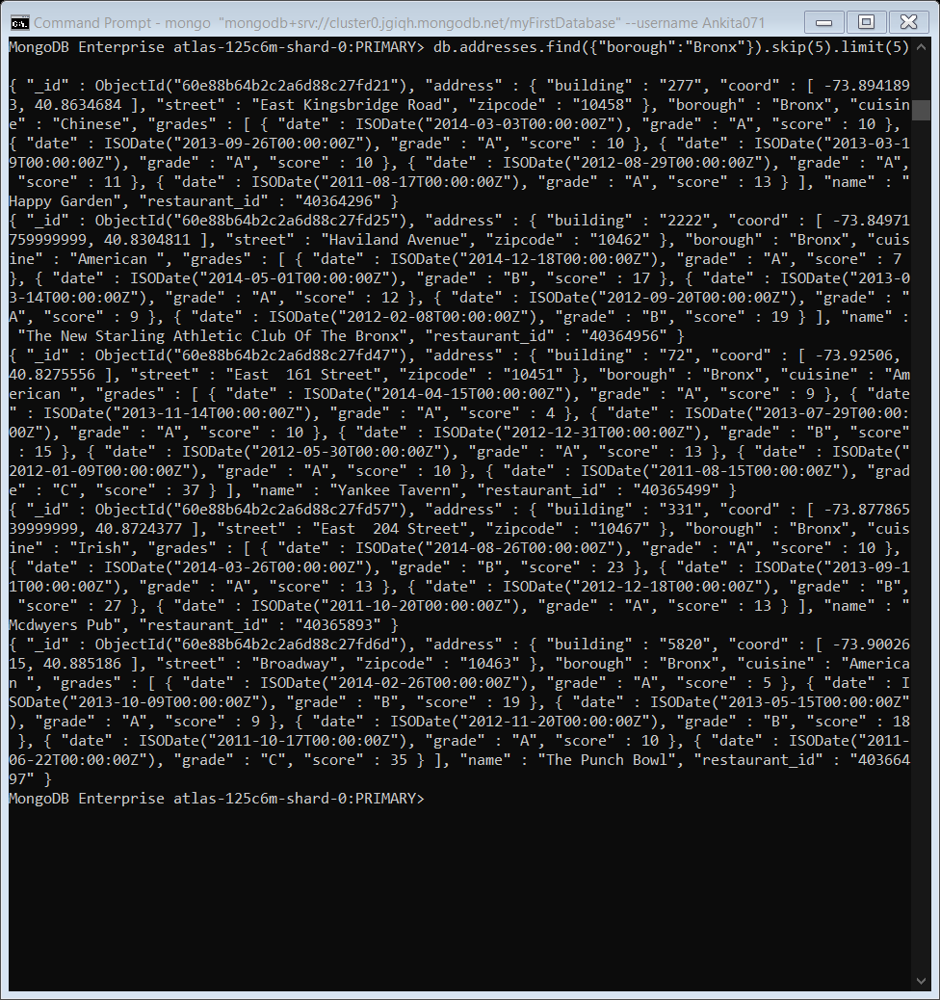 Command Prompt - mongo "mongodb+srv://cluster0.jgiqh.mongodb.net/myFirstDatabase" --username Ankita071
MongoDB Enterprise atlas-125c6m-shard-0:PRIMARY> db.addresses.find({"borough":"Bronx"}).skip(5).limit(5)
{ "_id" : ObjectId("60e88b64b2c2a6d88c27fd21"), "address" : { "building" : "277", "coord" : [ -73.894189
3, 40.8634684 ], "street" : "East Kingsbridge Road", "zipcode" : "10458" }, "borough" : "Bronx", "cuisin
e" : "Chinese", "grades" : [ { "date" : ISODate("2014-03-03T00:00:00Z"), "grade" : "A", "score" : 10 },
{ "date" : ISODate("2013-09-26T00:00:00Z"), "grade" : "A", "score" : 10 }, { "date" : ISODate("2013-03-1
9T00:00:00Z"), "grade" : "A", "score" : 10 }, { "date" : ISODate("2012-08-29T00:00:00Z"), "grade" : "A",
"score" : 11 }, { "date" : ISODate("2011-08-17T00:00:00Z"), "grade" : "A", "score" : 13 } ], "name" : "
Happy Garden", "restaurant_id" : "40364296" }
{ "_id" : ObjectId("60e88b64b2c2a6d88c27fd25"), "address" : { "building" : "2222", "coord" : [ -73.84971
759999999, 40.8304811 ], "street" : "Haviland Avenue", "zipcode" : "10462" }, "borough" : "Bronx", "cuis
ine" : "American ", "grades" : [ { "date" : ISODate("2014-12-18T00:00:00Z"), "grade" : "A", "score" : 7
}, { "date" : ISODate("2014-05-01T00:00:00Z"), "grade" : "B", "score" : 17 }, { "date" : ISODate("2013-0
3-14T00:00:00Z"), "grade" : "A", "score" : 12 }, { "date" : ISODate("2012-09-20T00:00:00Z"), "grade" : "
A", "score" : 9 }, { "date" : ISODate("2012-02-08T00:00:00Z"), "grade" : "B", "score" : 19 } ], "name" :
"The New Starling Athletic Club Of The Bronx", "restaurant_id" : "40364956" }
{ "_id" : ObjectId("60e88b64b2c2a6d88c27fd47"), "address" : { "building" : "72", "coord" : [ -73.92506,
40.8275556 ], "street" : "East  161 Street", "zipcode" : "10451" }, "borough" : "Bronx", "cuisine" : "Am
erican ", "grades" : [ { "date" : ISODate("2014-04-15T00:00:00Z"), "grade" : "A", "score" : 9 }, { "date
" : ISODate("2013-11-14T00:00:00Z"), "grade" : "A", "score" : 4 }, { "date" : ISODate("2013-07-29T00:00:
00Z"), "grade" : "A", "score" : 10 }, { "date" : ISODate("2012-12-31T00:00:00Z"), "grade" : "B", "score"
: 15 }, { "date" : ISODate("2012-05-30T00:00:00Z"), "grade" : "A", "score" : 13 }, { "date" : ISODate("
2012-01-09T00:00:00Z"), "grade" : "A", "score" : 10 }, { "date" : ISODate("2011-08-15T00:00:00Z"), "grad
e" : "C", "score" : 37 } ], "name" : "Yankee Tavern", "restaurant_id" : "40365499" }
{ "_id" : ObjectId("60e88b64b2c2a6d88c27fd57"), "address" : { "building" : "331", "coord" : [ -73.877865
39999999, 40.8724377 ], "street" : "East  204 Street", "zipcode" : "10467" }, "borough" : "Bronx", "cuis
ine" : "Irish", "grades" : [ { "date" : ISODate("2014-08-26T00:00:00Z"), "grade" : "A", "score" : 10 },
{ "date" : ISODate("2014-03-26T00:00:00Z"), "grade" : "B", "score" : 23 }, { "date" : ISODate("2013-09-1
1T00:00:00Z"), "grade" : "A", "score" : 13 }, { "date" : ISODate("2012-12-18T00:00:00Z"), "grade" : "B",
"score" : 27 }, { "date" : ISODate("2011-10-20T00:00:00Z"), "grade" : "A", "score" : 13 } ], "name" : "
Mcdwyers Pub", "restaurant_id" : "40365893" }
{ "_id" : ObjectId("60e88b64b2c2a6d88c27fd6d"), "address" : { "building" : "5820", "coord" : [ -73.90026
15, 40.885186 ], "street" : "Broadway", "zipcode" : "10463" }, "borough" : "Bronx", "cuisine" : "America
n ", "grades" : [ { "date" : ISODate("2014-02-26T00:00:00Z"), "grade" : "A", "score" : 5 }, { "date" : I
SODate("2013-10-09T00:00:00Z"), "grade" : "B", "score" : 19 }, { "date" : ISODate("2013-05-15T00:00:00Z"
), "grade" : "A", "score" : 9 }, { "date" : ISODate("2012-11-20T00:00:00Z"), "grade" : "B", "score" : 18
}, { "date" : ISODate("2011-10-17T00:00:00Z"), "grade" : "A", "score" : 10 }, { "date" : ISODate("2011-
06-22T00:00:00Z"), "grade" : "C", "score" : 35 } ], "name" : "The Punch Bowl", "restaurant_id" : "403664
97" }
MongoDB Enterprise atlas-125c6m-shard-0:PRIMARY>